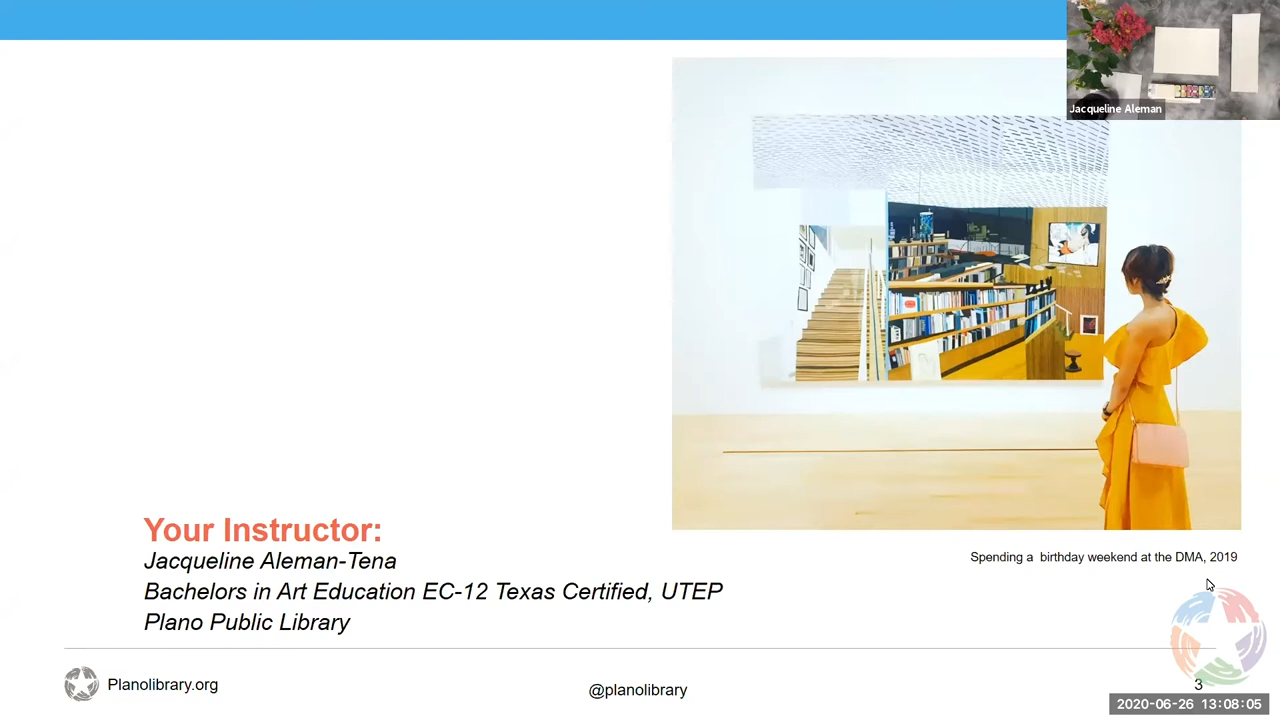 Jacqueline Aleman
Your Instructor:
Jacqueline Aleman-Tena
Bachelors in Art Education EC-12 Texas Certified, UTEP
Plano Public Library
Spending a birthday weekend at the DMA, 2019
Planolibrary.org
@planolibrary
3
2020-06-26 13:08:05